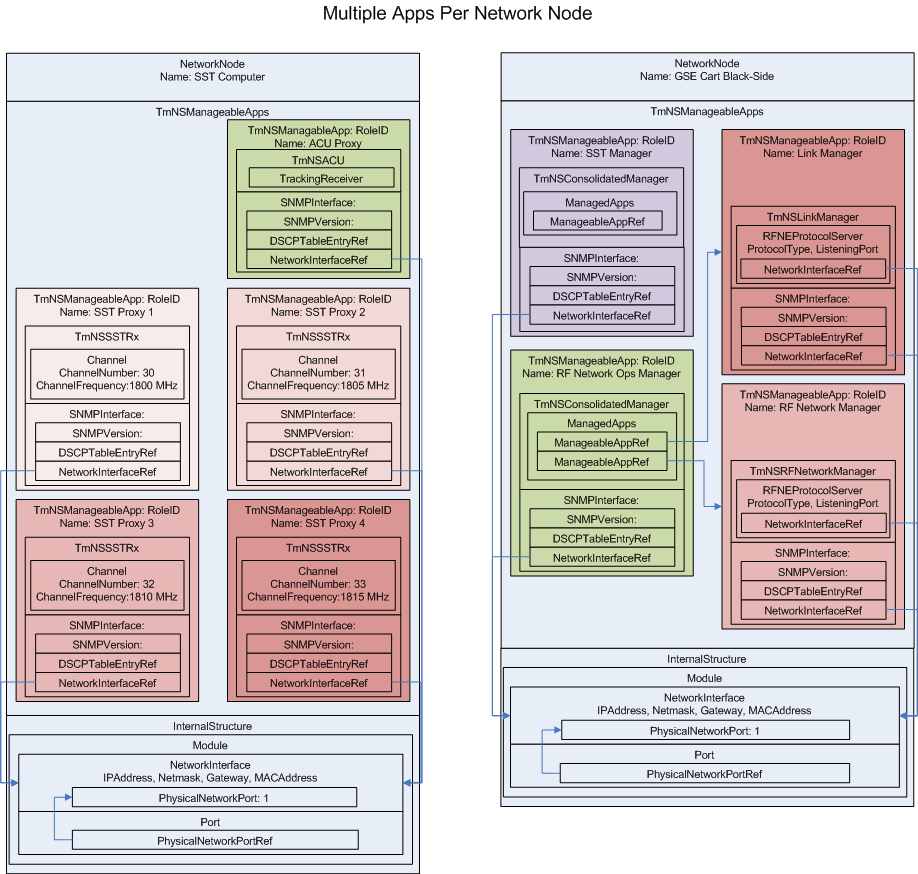 Multiple Apps Per Network Node
NetworkNode
Name: SST Computer
TmNSManageableApps
TmNSManagableApp: RoleID
Name: ACU Proxy
TmNSACU
TrackingReceiver
SNMPInterface:
SNMPVersion:
DSCPTableEntryRef
NetworkInterfaceRef
TmNSManageableApp: RoleID
Name: SST Proxy 1
TmNSSSTRx
Channel
ChannelNumber: 30
ChannelFrequency:1800 MHz
SNMPInterface:
SNMPVersion:
DSCPTableEntryRef
NetworkInterfaceRef
TmNSManageableApp: RoleID
Name: SST Proxy 2
TmNSSSTRx
Channel
ChannelNumber: 31
ChannelFrequency:1805 MHz
SNMPInterface:
SNMPVersion:
DSCPTableEntryRef
NetworkInterfaceRef
TmNSManageableApp: RoleID
Name: SST Proxy 3
TmNSSSTRx
Channel
ChannelNumber: 32
ChannelFrequency:1810 MHz
SNMPInterface:
SNMPVersion:
DSCPTableEntryRef
NetworkInterfaceRef
TmNSManageableApp: RoleID
Name: SST Proxy 4
TmNSSSTRx
Channel
ChannelNumber: 33
ChannelFrequency:1815 MHz
SNMPInterface:
SNMPVersion:
DSCPTableEntryRef
NetworkInterfaceRef
InternalStructure
Module
NetworkInterface
IPAddress, Netmask, Gateway, MACAddress
PhysicalNetworkPort: 1
Port
PhysicalNetworkPortRef
NetworkNode
Name: GSE Cart Black-Side
TmNSManageableApps
TmNSManageableApp: RoleID
Name: SST Manager
TmNSConsolidatedManager
ManagedApps
ManageableAppRef
SNMPInterface:
SNMPVersion:
DSCPTableEntryRef
NetworkInterfaceRef
TmNSManageableApp: RoleID
Name: Link Manager
TmNSLinkManager
RFNEProtocolServer
ProtocolType, ListeningPort
NetworkInterfaceRef
SNMPInterface:
SNMPVersion:
DSCPTableEntryRef
NetworkInterfaceRef
TmNSManageableApp: RoleID
Name: RF Network Ops Manager
TmNSConsolidatedManager
ManagedApps
ManageableAppRef
ManageableAppRef
SNMPInterface:
SNMPVersion:
DSCPTableEntryRef
NetworkInterfaceRef
TmNSManageableApp: RoleID
Name: RF Network Manager
TmNSRFNetworkManager
RFNEProtocolServer
ProtocolType, ListeningPort
NetworkInterfaceRef
SNMPInterface:
SNMPVersion:
DSCPTableEntryRef
NetworkInterfaceRef
InternalStructure
Module
NetworkInterface
IPAddress, Netmask, Gateway, MACAddress
PhysicalNetworkPort: 1
Port
PhysicalNetworkPortRef